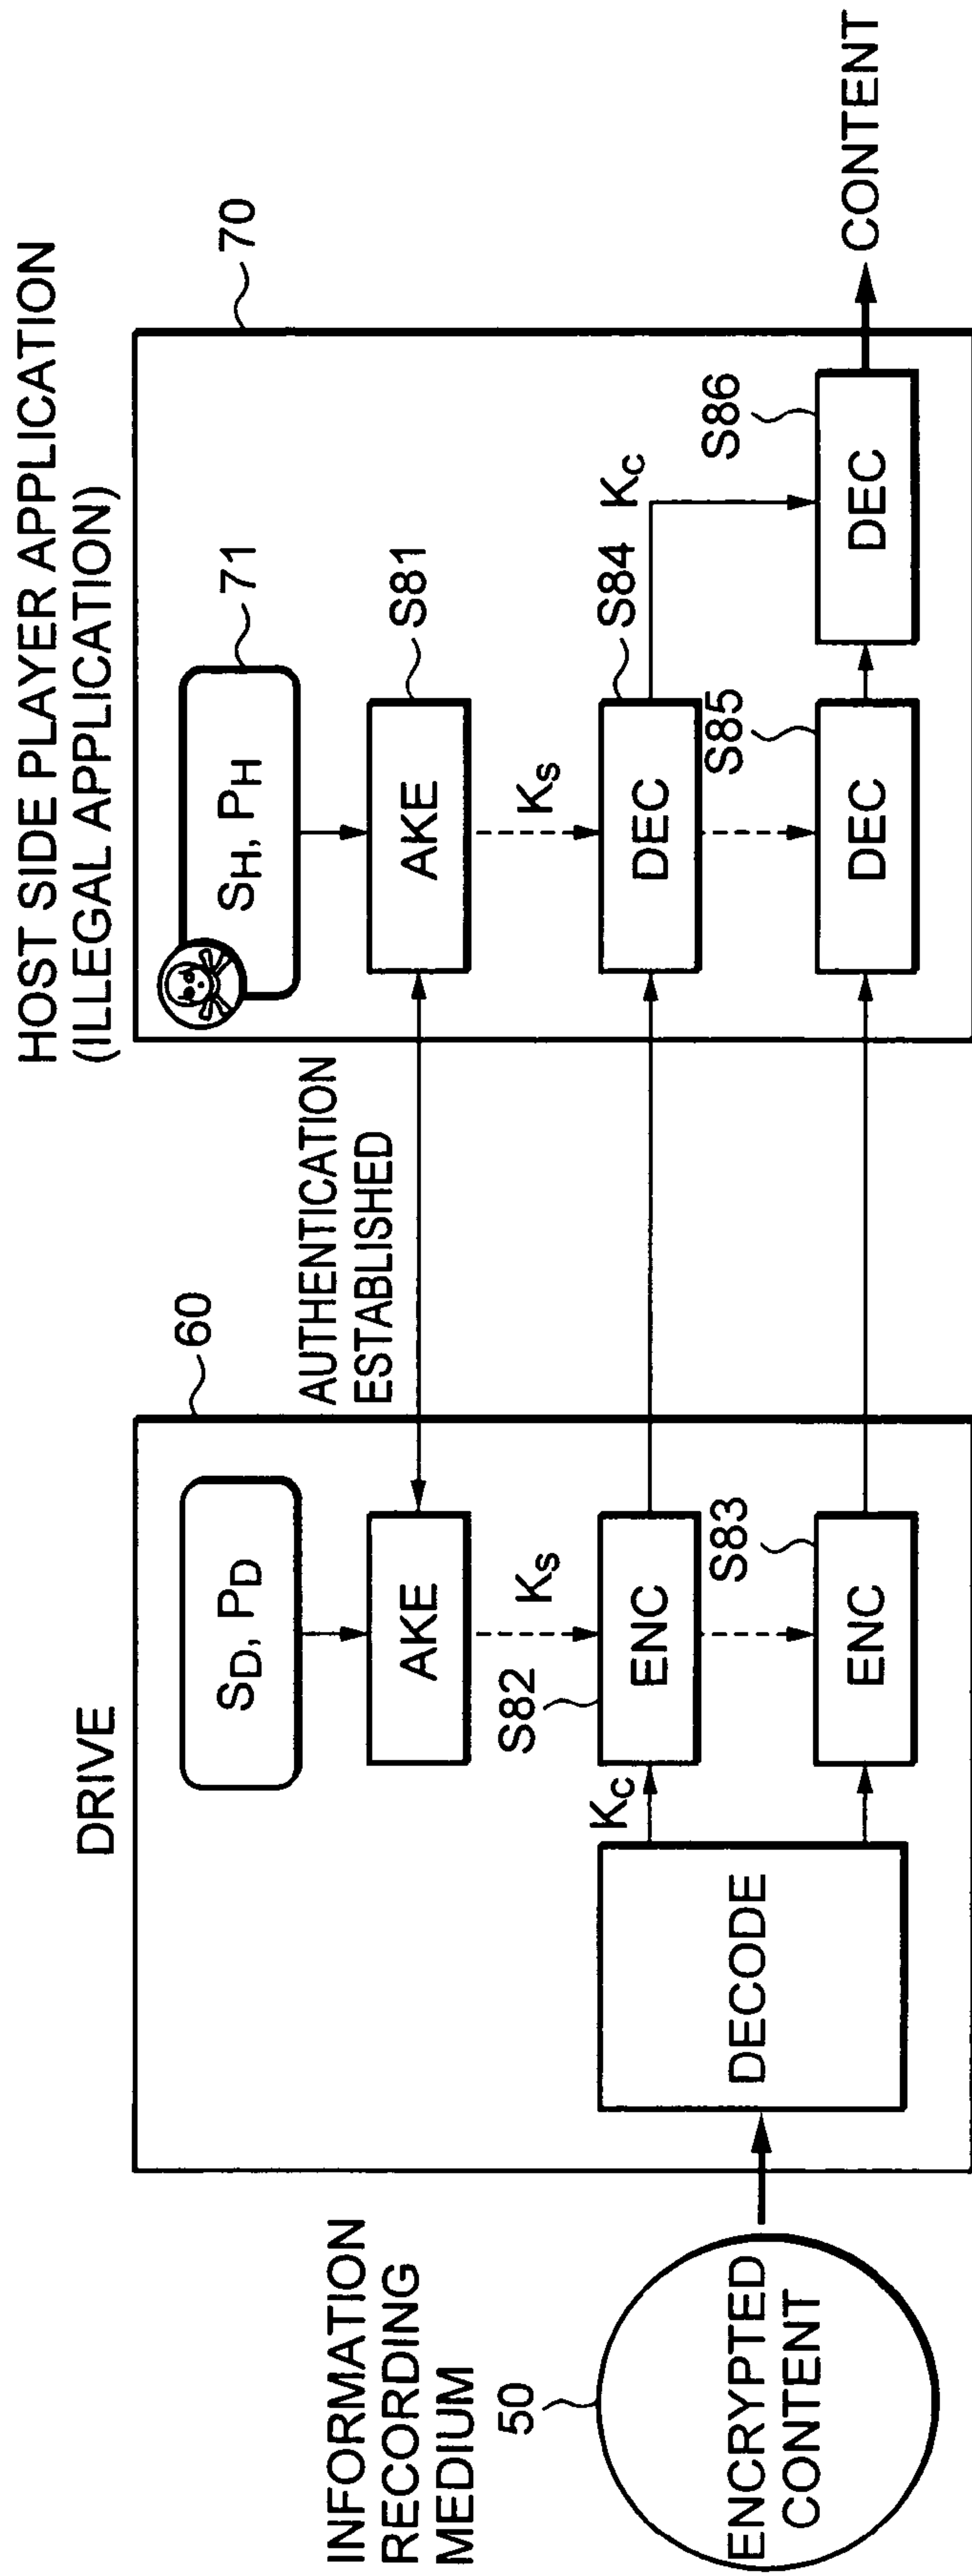 HOST SIDE PLAYER APPLICATION
(ILLEGAL APPLICATION)
DRIVE
INFORMATION
RECORDING
MEDIUM
50
ENCRYPTED
CONTENT
60
SD, PD
AKE
Ks
S82
ENC
Kc
DECODE
S83
ENC
AUTHENTICATION
ESTABLISHED
70
71
SH, PH
S81
AKE
Ks
S84
DEC
Kc
S85
DEC
S86
DEC
CONTENT